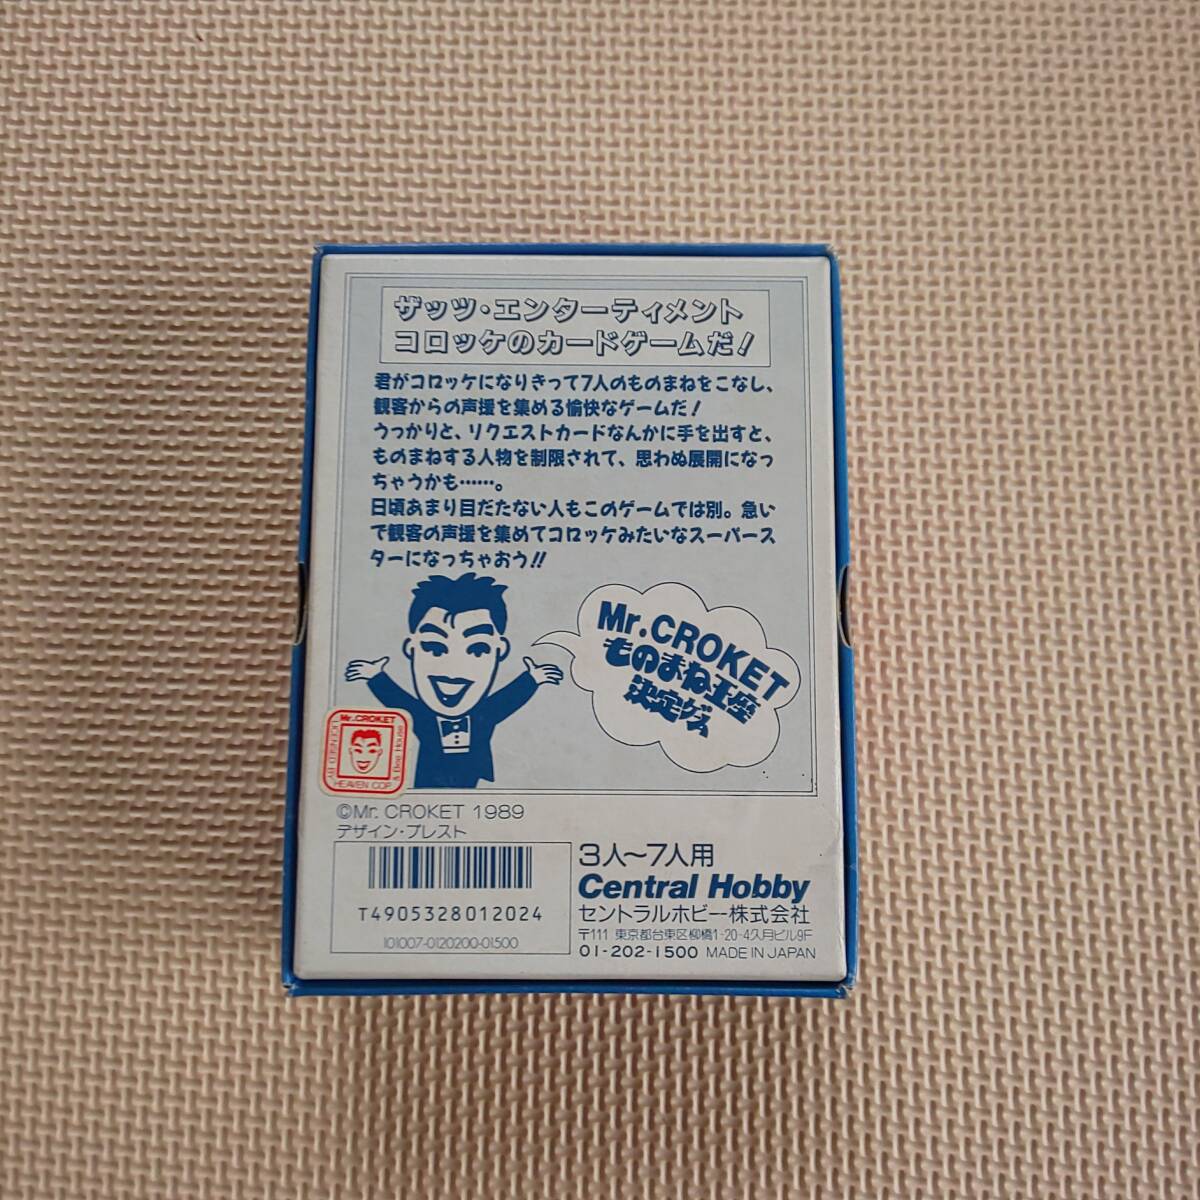 ザッツ・エンターティメント
コロッケのカードゲームだ!
君がコロッケになりきって7人のものまねをこなし、
観客からの声援を集める愉快なゲームだ!
うっかりと、リクエストカードなんかに手を出すと、
ものまねする人物を制限されて、思わぬ展開になっ
ちゃうかも……。
日頃あまり目だたない人もこのゲームでは別。急い
で観客の声援を集めてコロッケみたいなスーパース
ターになっちゃおう!!
Mr.CROKET
ものまね王座
決定ゲーム
Mr.CROKET
LICENSED BY
HEAVEN COP.
& Bee House
©Mr. CROKET 1989
デザイン・プレスト
T4905328012024
101007-0120200-01500
3人〜7人用
Central Hobby
セントラルホビー株式会社
〒111 東京都台東区柳橋1-20-4久月ビル9F
01-202-1500 MADE IN JAPAN